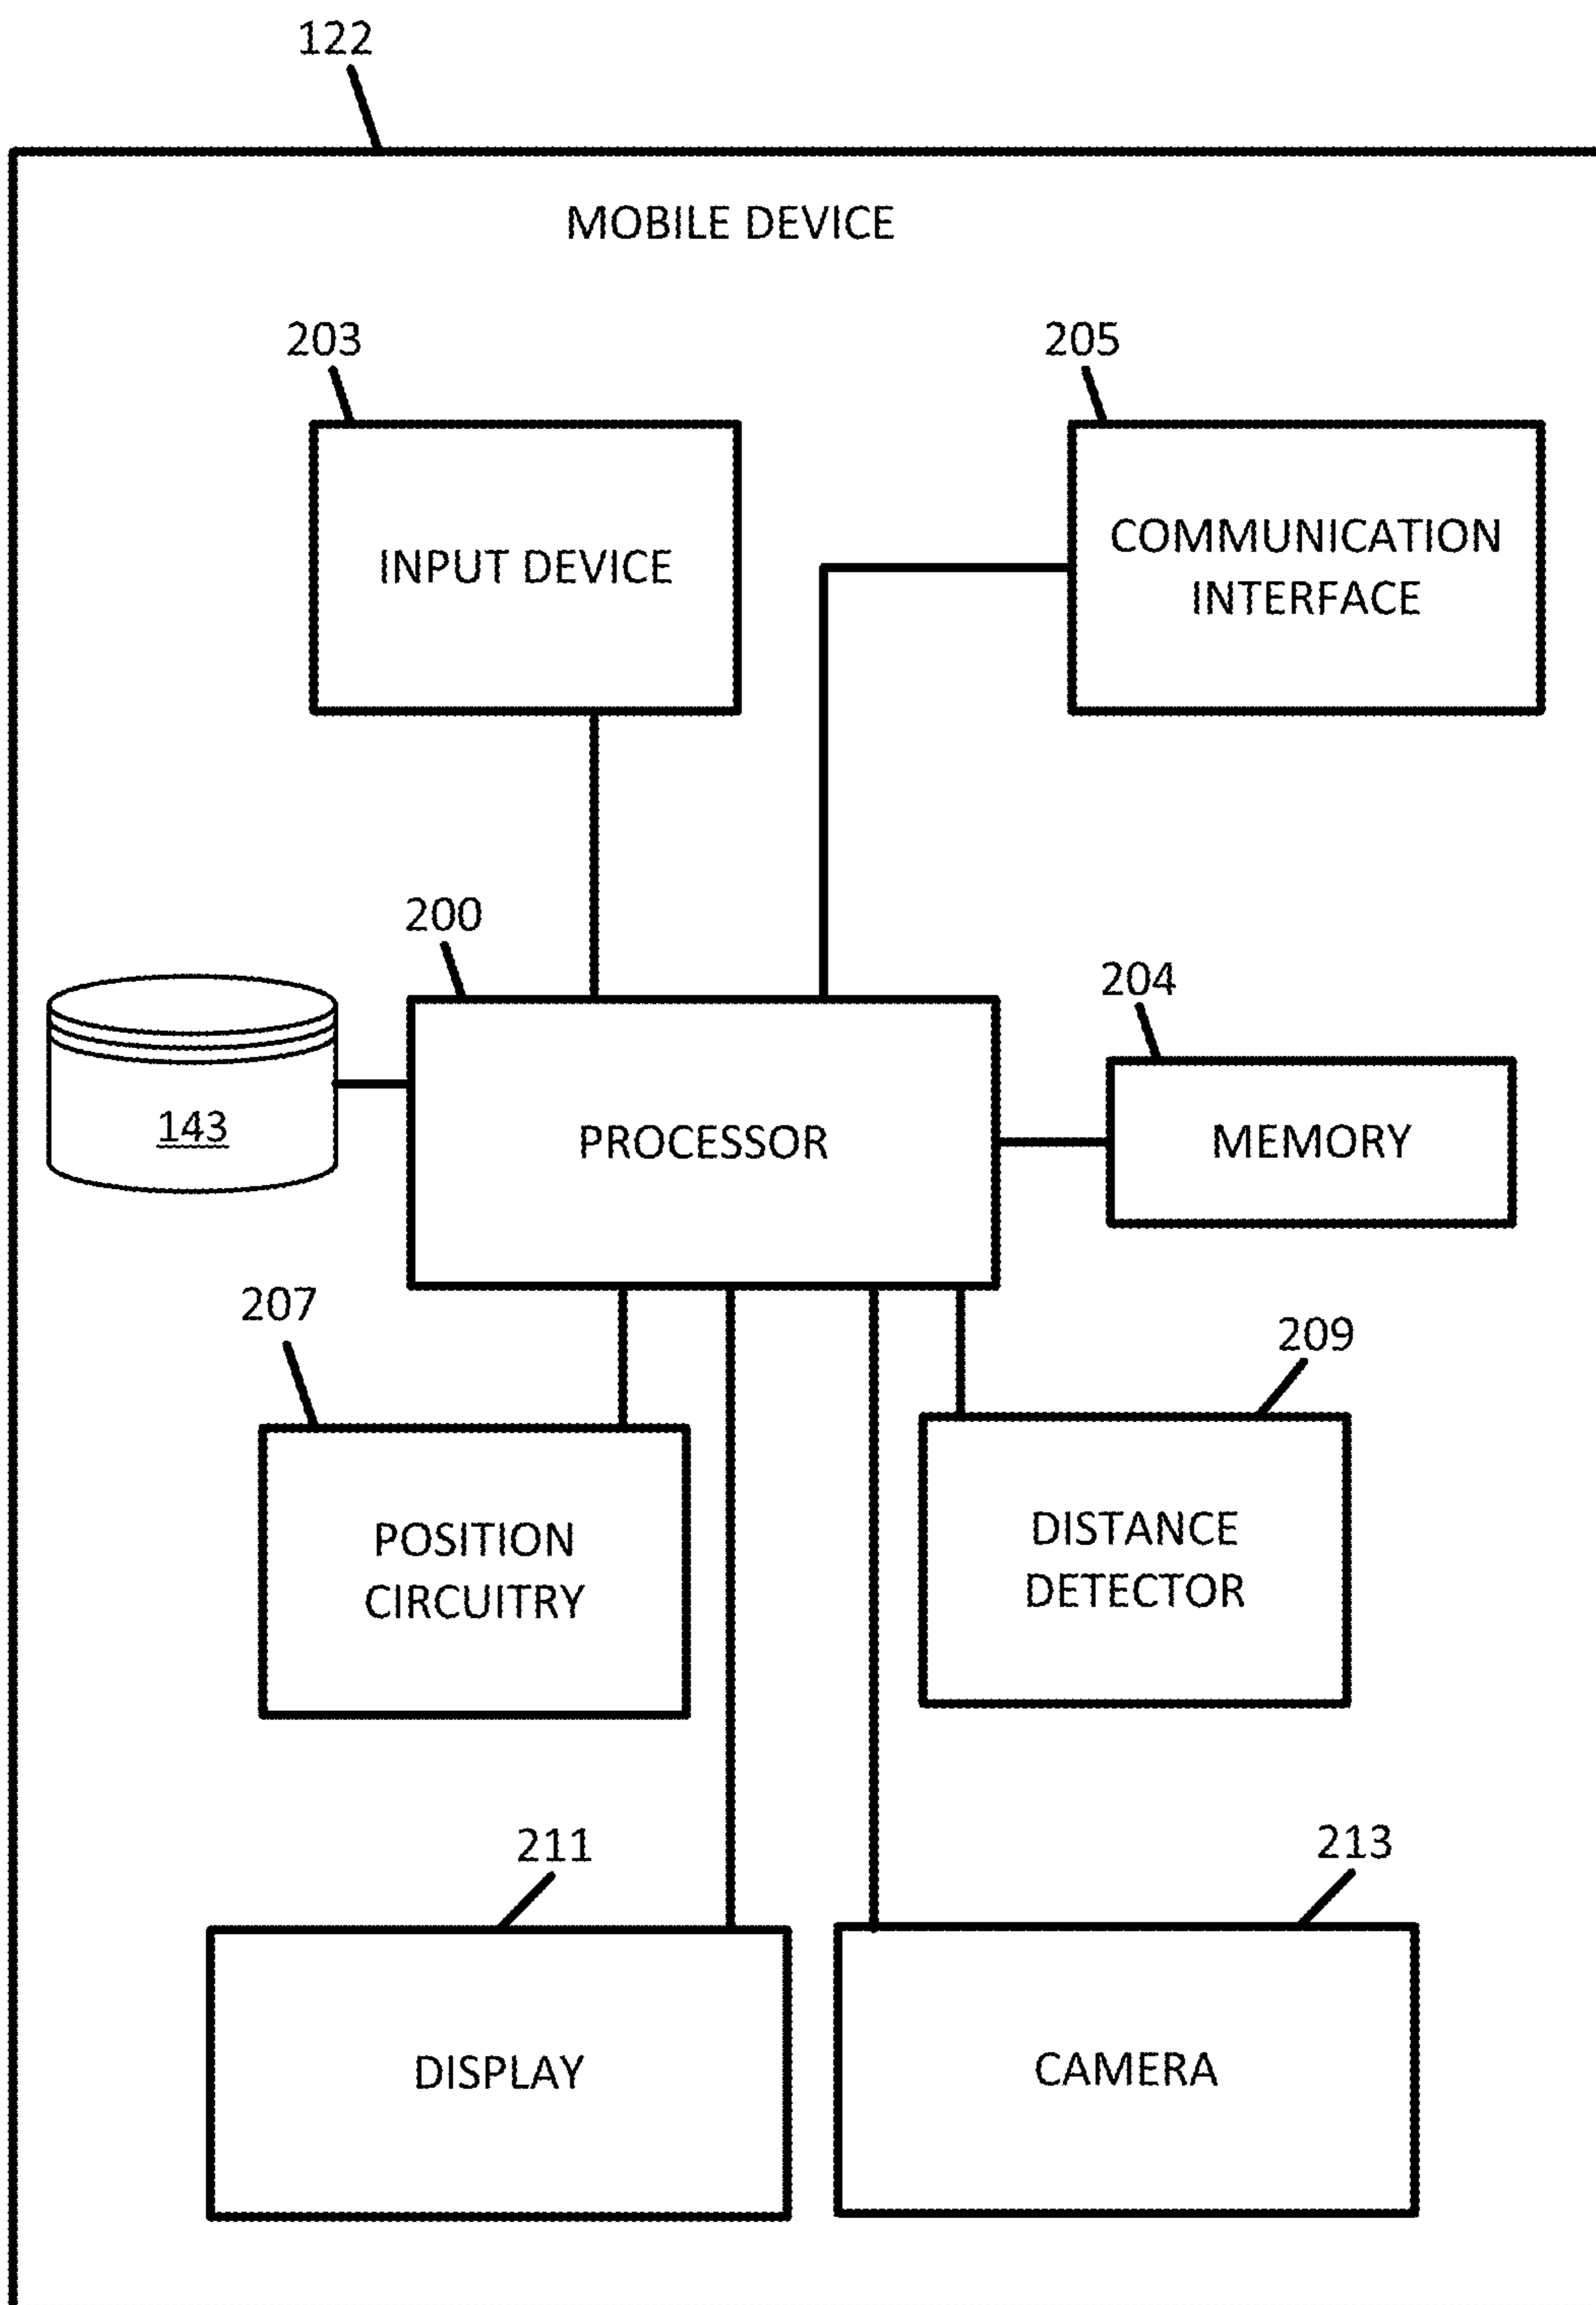 122
MOBILE DEVICE
203
205
INPUT DEVICE
COMMUNICATION
INTERFACE
200
204
143
PROCESSOR
MEMORY
207
209
POSITION
CIRCUITRY
DISTANCE
DETECTOR
211
213
DISPLAY
CAMERA